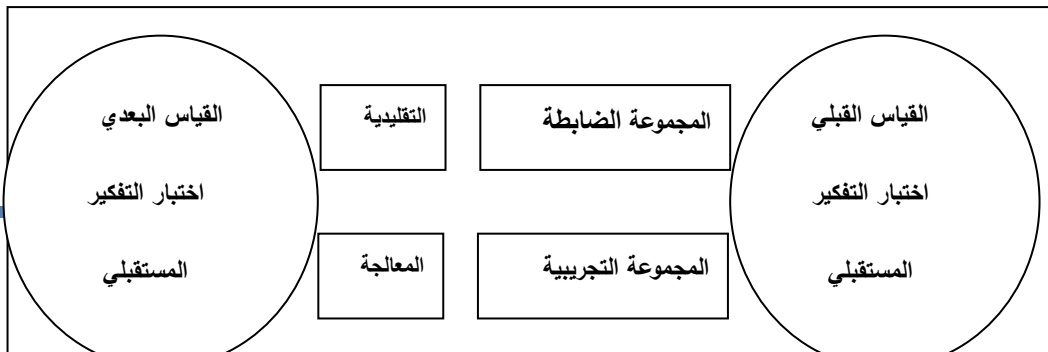 القياس القبلي
اختبار التفكير
المستقبلي
المجموعة الضابطة
التقليدية
المجموعة التجريبية
المعالجة
القياس البعدي
اختبار التفكير
المستقبلي